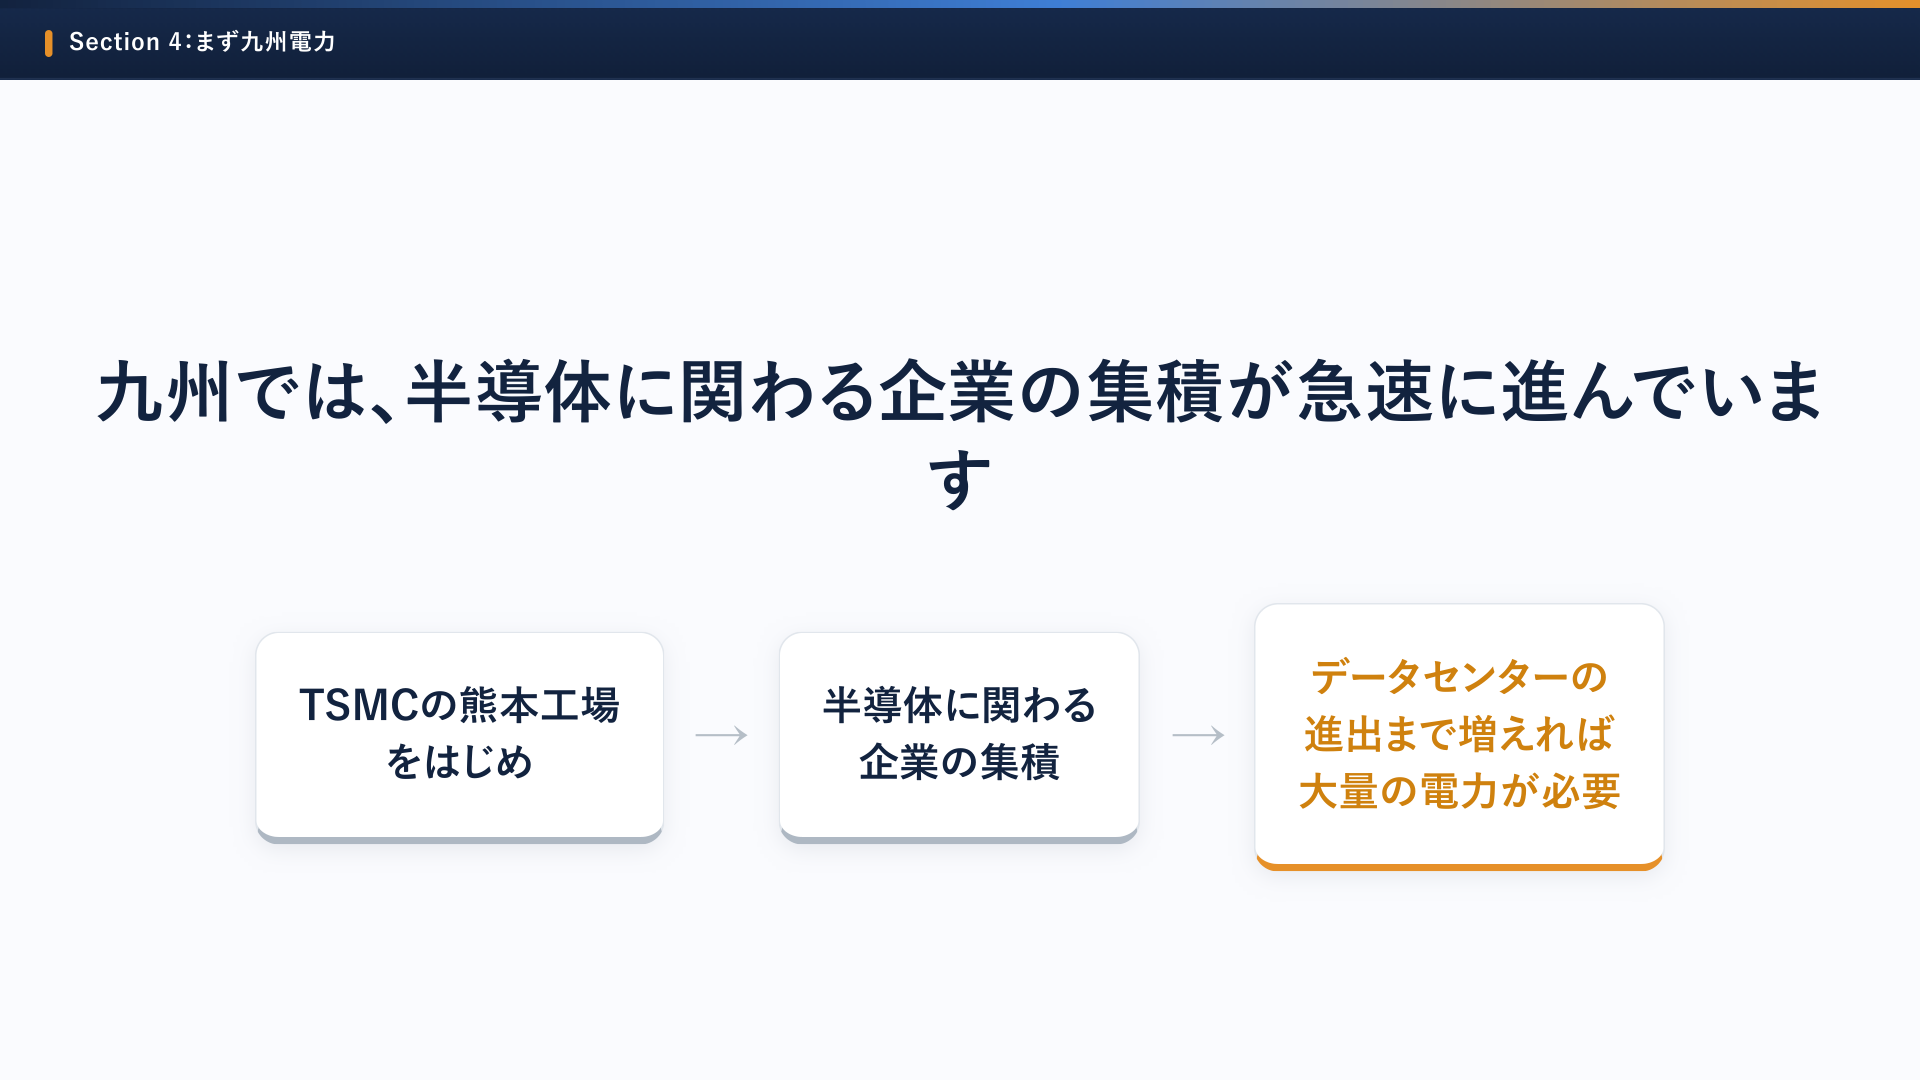 Section 4：まず九州電力
九州では、半導体に関わる企業の集積が急速に進んでいま
す
TSMCの熊本工場
をはじめ
半導体に関わる
企業の集積
データセンターの
進出まで増えれば
大量の電力が必要